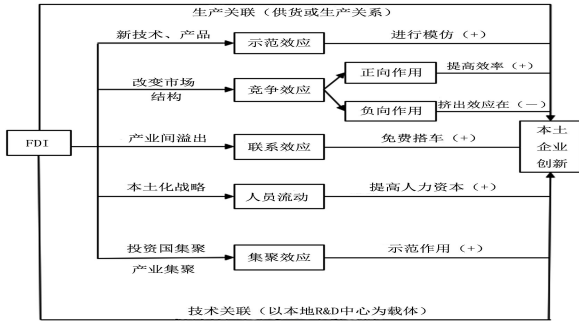 生产关联（供货或生产关系）
新技术、产品
示范效应
进行模仿（+）
改变市场
结构
竞争效应
正向作用
提高效率（+）
负向作用
挤出效应在（—）
FDI
产业间溢出
联系效应
免费搭车（+）
本土
企业
创新
本土化战略
人员流动
提高人力资本（+）
投资国集聚
产业集聚
集聚效应
示范作用（+）
技术关联（以本地R&D中心为载体）